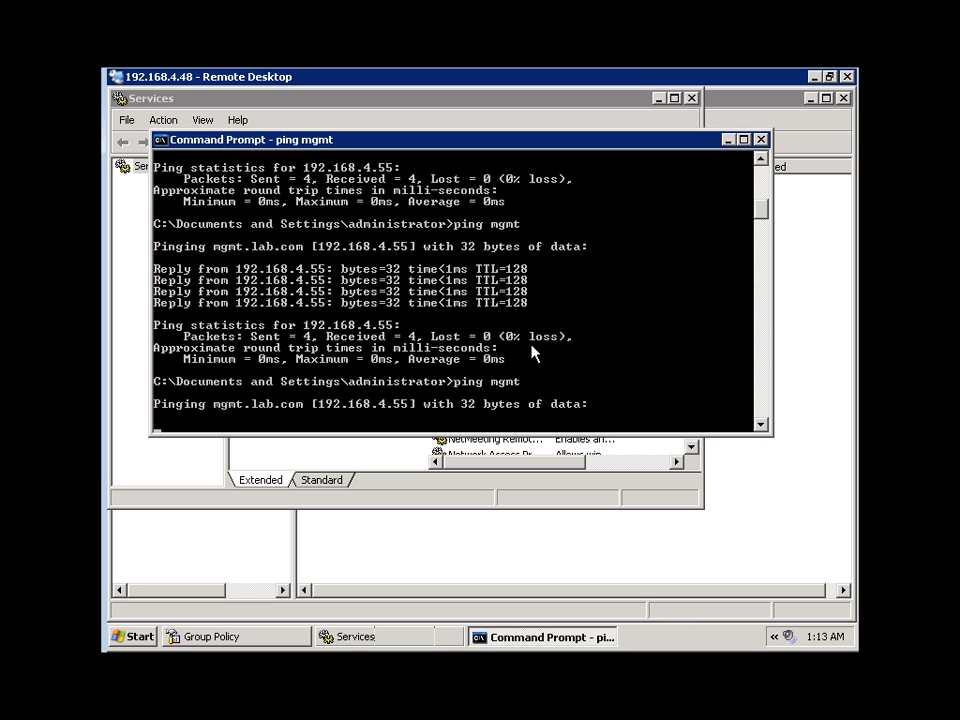 192.168.4.48 - Remote Desktop
Services
File Action View Help
Command Prompt - ping mgmt
Ping statistics for 192.168.4.55:
Packets: Sent = 4, Received = 4, Lost = 0 (0% loss),
Approximate round trip times in milli-seconds:
Minimum = 0ms, Maximum = 0ms, Average = 0ms
C:\Documents and Settings\administrator>ping mgmt
Pinging mgmt.lab.com [192.168.4.55] with 32 bytes of data:
Reply from 192.168.4.55: bytes=32 time<1ms TTL=128
Reply from 192.168.4.55: bytes=32 time<1ms TTL=128
Reply from 192.168.4.55: bytes=32 time<1ms TTL=128
Reply from 192.168.4.55: bytes=32 time<1ms TTL=128
Ping statistics for 192.168.4.55:
Packets: Sent = 4, Received = 4, Lost = 0 (0% loss),
Approximate round trip times in milli-seconds:
Minimum = 0ms, Maximum = 0ms, Average = 0ms
C:\Documents and Settings\administrator>ping mgmt
Pinging mgmt.lab.com [192.168.4.55] with 32 bytes of data:
NetMeeting Remot... Enables an...
Network Access Pr... Allows win...
Extended Standard
Start Group Policy Services Command Prompt - pi... « 1:13 AM